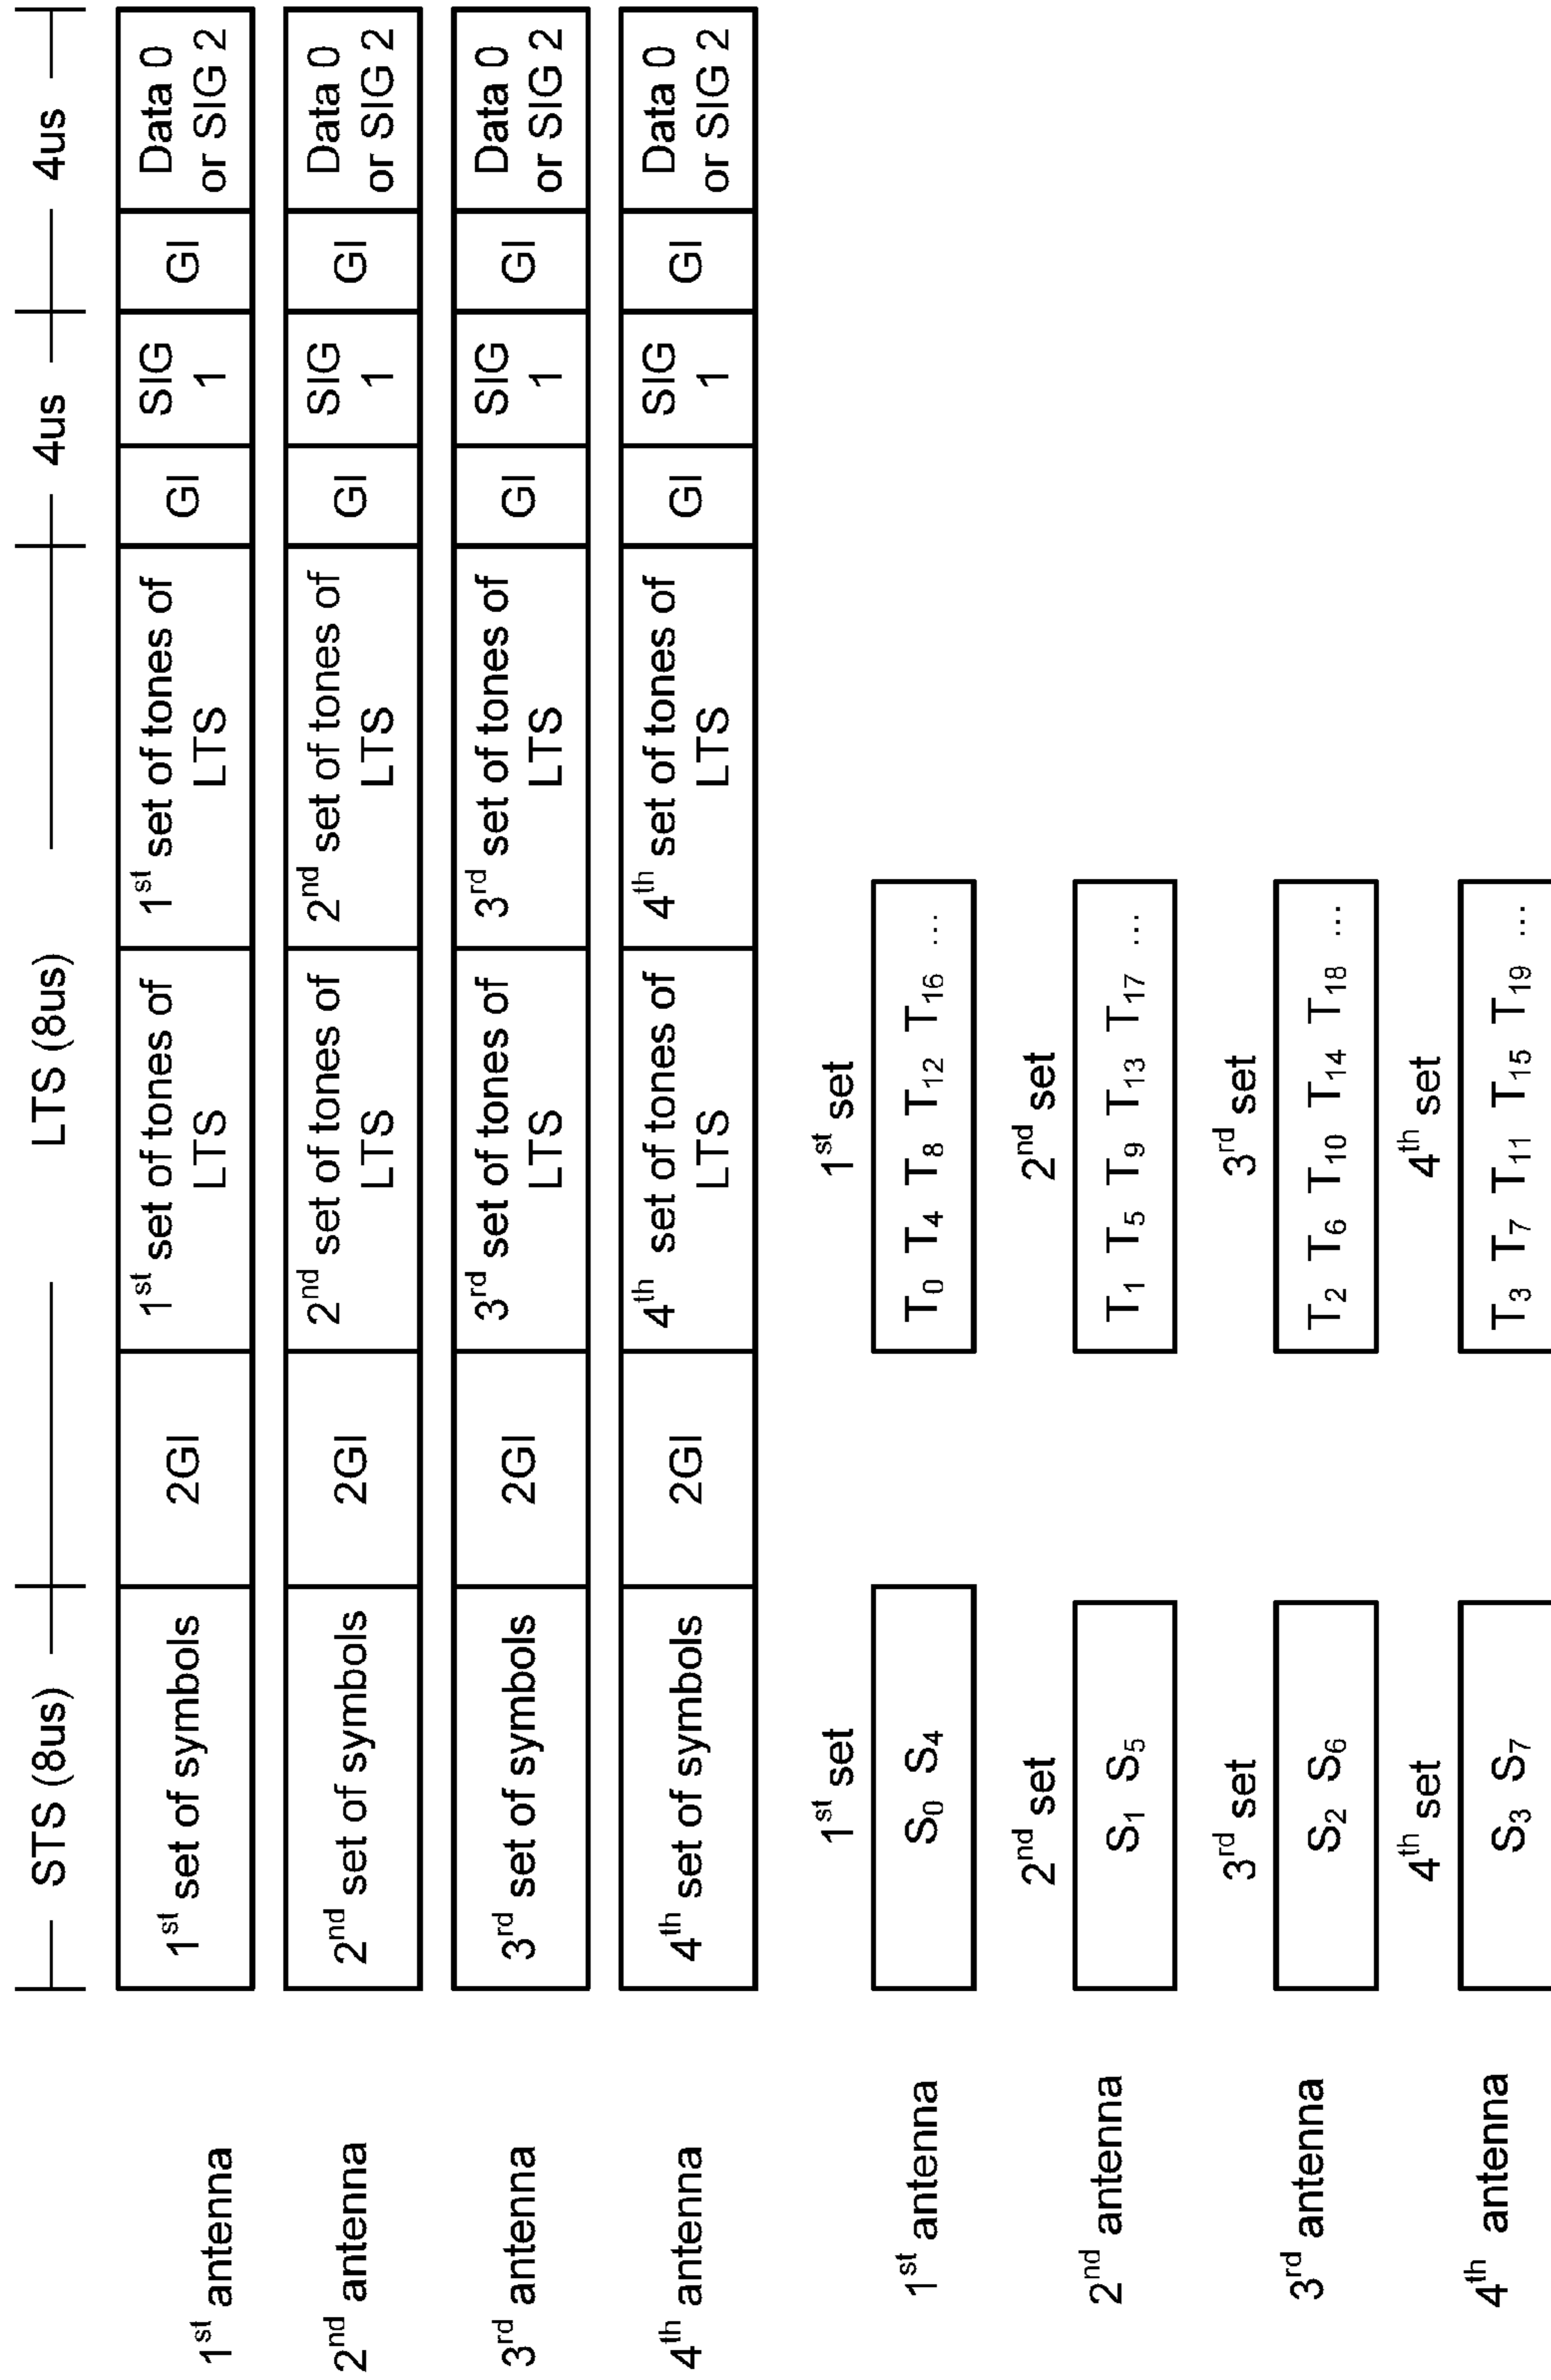 STS (8us) LTS (8us) 4us 4us
1st antenna 1st set of symbols 2GI 1st set of tones of LTS 1st set of tones of LTS GI SIG 1 GI Data 0 or SIG 2
2nd antenna 2nd set of symbols 2GI 2nd set of tones of LTS 2nd set of tones of LTS GI SIG 1 GI Data 0 or SIG 2
3rd antenna 3rd set of symbols 2GI 3rd set of tones of LTS 3rd set of tones of LTS GI SIG 1 GI Data 0 or SIG 2
4th antenna 4th set of symbols 2GI 4th set of tones of LTS 4th set of tones of LTS GI SIG 1 GI Data 0 or SIG 2
1st set 1st set
1st antenna S0 S4 T0 T4 T8 T12 T16 ...
2nd set 2nd set
2nd antenna S1 S5 T1 T5 T9 T13 T17 ...
3rd set 3rd set
3rd antenna S2 S6 T2 T6 T10 T14 T18 ...
4th set 4th set
4th antenna S3 S7 T3 T7 T11 T15 T19 ...